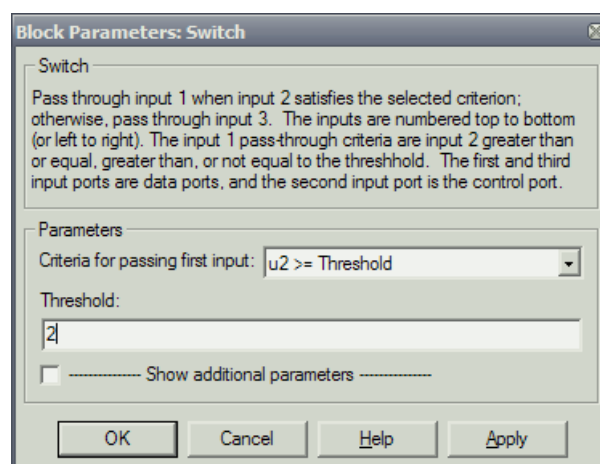 Block Parameters: Switch
Switch
Pass through input 1 when input 2 satisfies the selected criterion;
otherwise, pass through input 3. The inputs are numbered top to bottom
(or left to right). The input 1 pass-through criteria are input 2 greater than
or equal, greater than, or not equal to the threshhold. The first and third
input ports are data ports, and the second input port is the control port.
Parameters
Criteria for passing first input: u2 >= Threshold
Threshold:
2
--------------- Show additional parameters ---------------
OK Cancel Help Apply